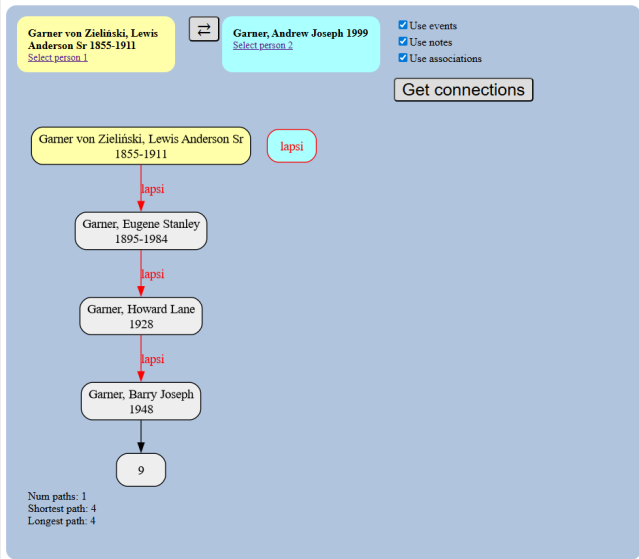 Garner von Zieliński, Lewis
Anderson Sr 1855-1911
Select person 1
⇄
Garner, Andrew Joseph 1999
Select person 2
Use events
Use notes
Use associations
Get connections
Garner von Zieliński, Lewis Anderson Sr
1855-1911
lapsi
lapsi
Garner, Eugene Stanley
1895-1984
lapsi
Garner, Howard Lane
1928
lapsi
Garner, Barry Joseph
1948
9
Num paths: 1
Shortest path: 4
Longest path: 4